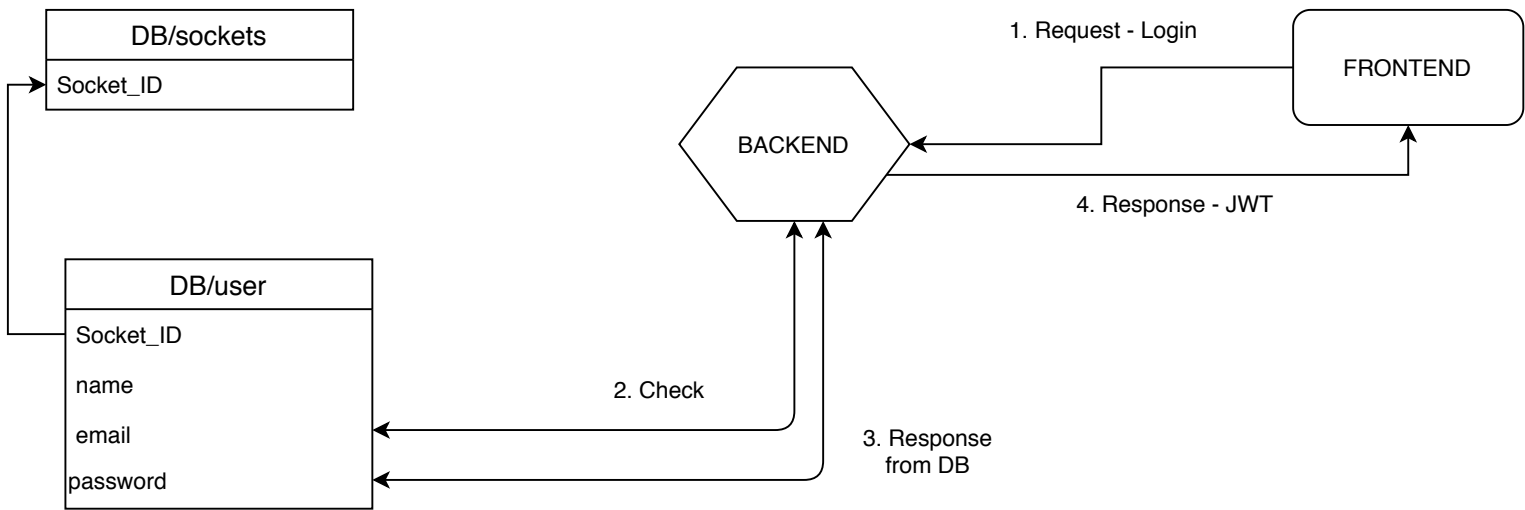 DB/sockets
Socket_ID
1. Request - Login
FRONTEND
BACKEND
4. Response - JWT
DB/user
Socket_ID
name
email
password
2. Check
3. Response
from DB